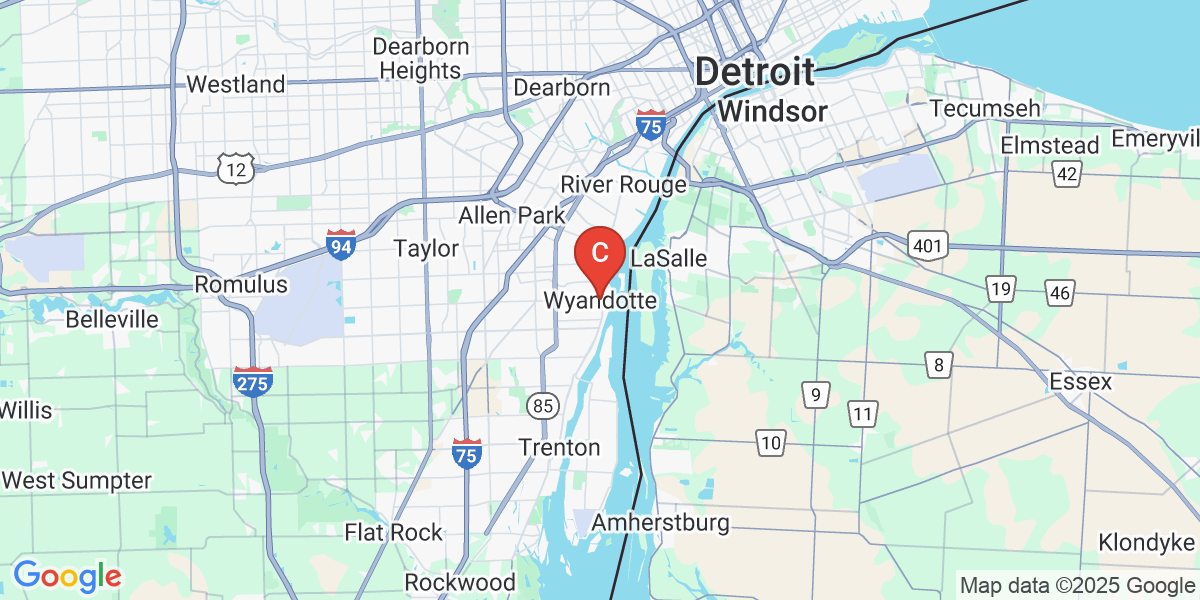 Dearborn
Heights
Westland
Dearborn
Detroit
Windsor
Tecumseh
Elmstead
Emeryvil
75
12
42
River Rouge
Allen Park
94
Taylor
C
LaSalle
401
Romulus
Wyandotte
19
46
Belleville
8
275
Essex
9
85
11
Willis
10
Trenton
75
West Sumpter
Amherstburg
Flat Rock
Klondyke
Google
Rockwood
Map data ©2025 Google